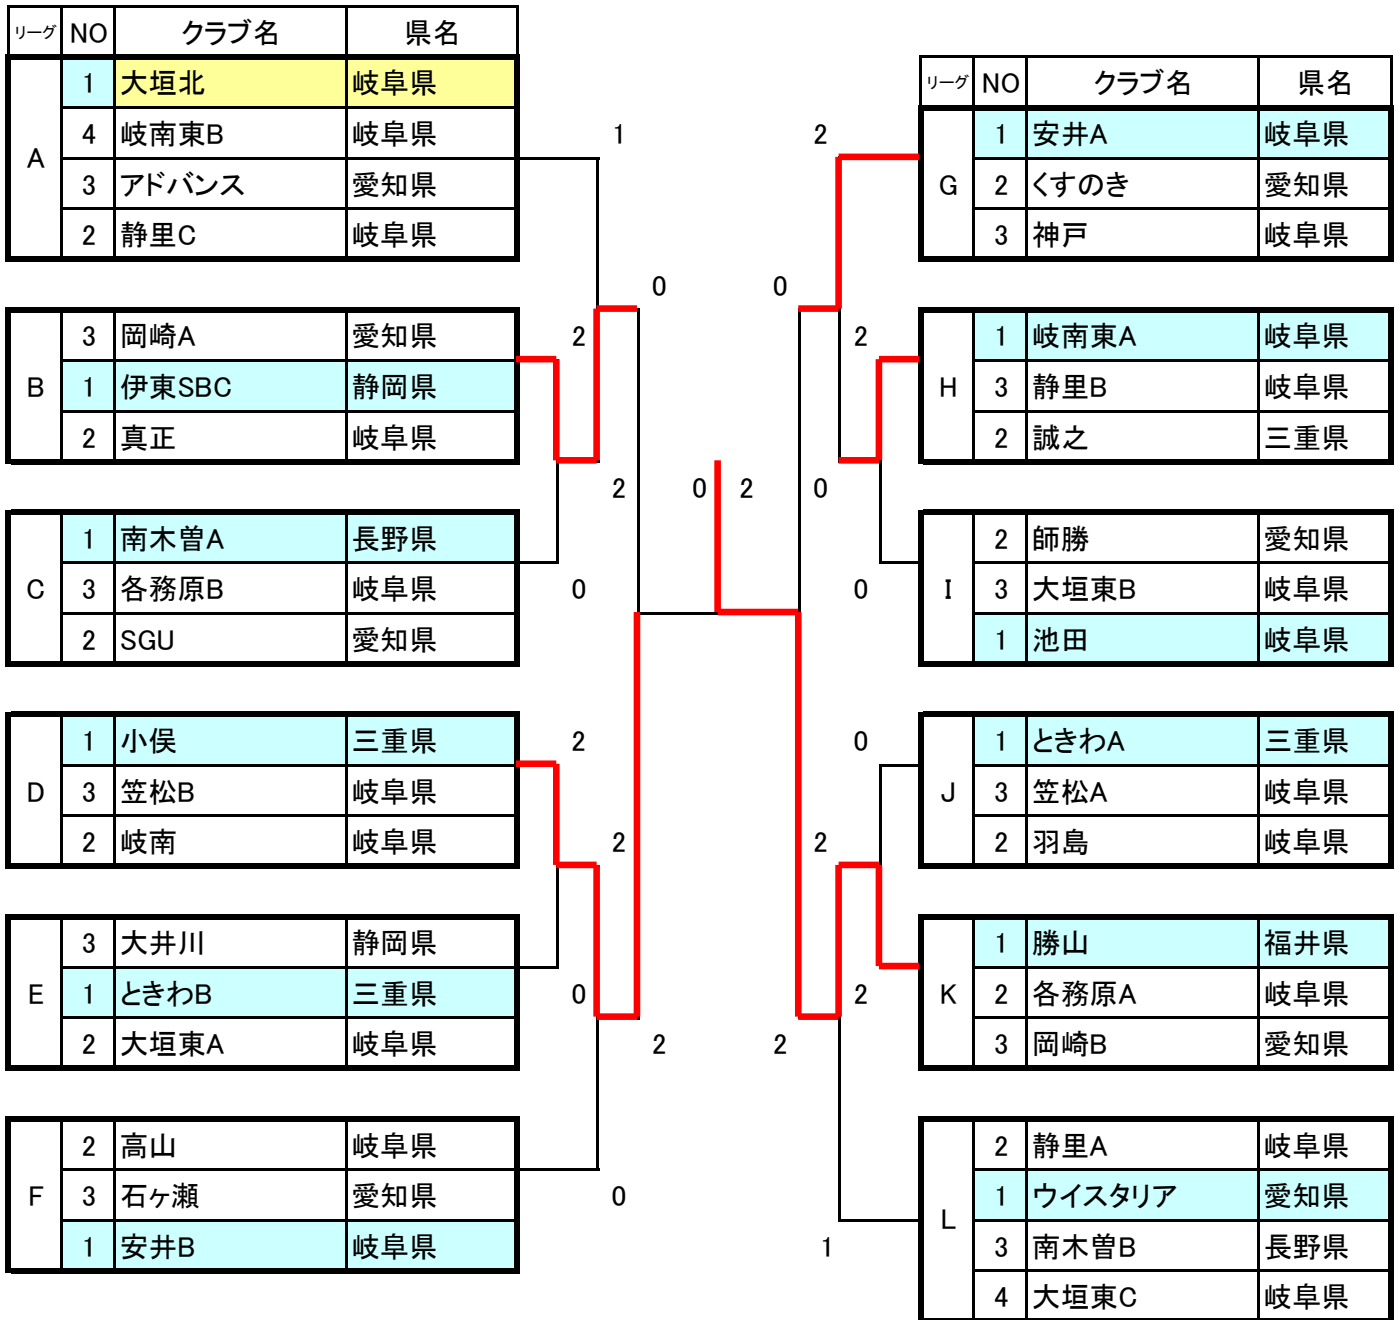 リーグ NO クラブ名 県名
A
1 大垣北 岐阜県
4 岐南東B 岐阜県
3 アドバンス 愛知県
2 静里C 岐阜県
B
3 岡崎A 愛知県
1 伊東SBC 静岡県
2 真正 岐阜県
C
1 南木曽A 長野県
3 各務原B 岐阜県
2 SGU 愛知県
D
1 小俣 三重県
3 笠松B 岐阜県
2 岐南 岐阜県
E
3 大井川 静岡県
1 ときわB 三重県
2 大垣東A 岐阜県
F
2 高山 岐阜県
3 石ヶ瀬 愛知県
1 安井B 岐阜県
1 2
0 0
2 2
2 0 2 0
0 0
2 0
2 2
0 2
2 2
0
1
リーグ NO クラブ名 県名
G
1 安井A 岐阜県
2 くすのき 愛知県
3 神戸 岐阜県
H
1 岐南東A 岐阜県
3 静里B 岐阜県
2 誠之 三重県
I
2 師勝 愛知県
3 大垣東B 岐阜県
1 池田 岐阜県
J
1 ときわA 三重県
3 笠松A 岐阜県
2 羽島 岐阜県
K
1 勝山 福井県
2 各務原A 岐阜県
3 岡崎B 愛知県
L
2 静里A 岐阜県
1 ウイスタリア 愛知県
3 南木曽B 長野県
4 大垣東C 岐阜県